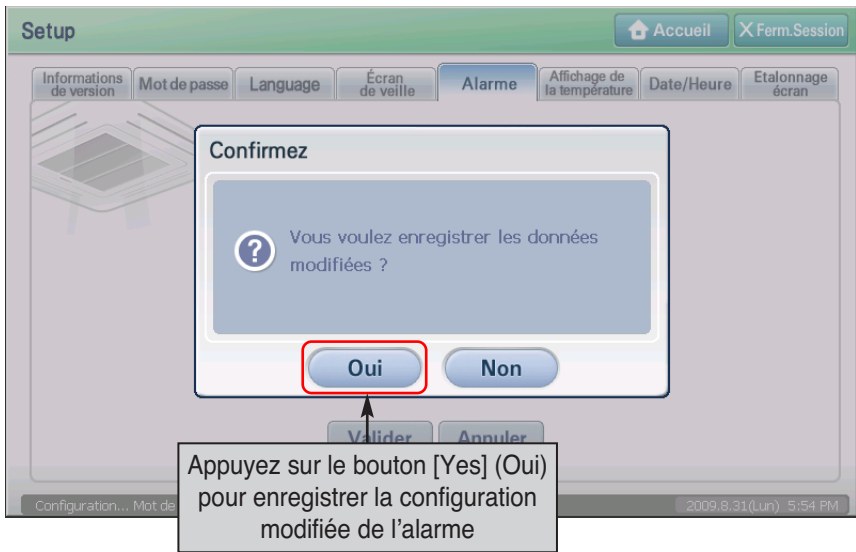 Setup
Accueil
X Ferm.Session
Informations
de version
Mot de passe
Language
Écran
de veille
Alarme
Affichage de
la température
Date/Heure
Etalonnage
écran
Confirmez
? Vous voulez enregistrer les données
modifiées ?
Oui
Non
Valider
Annuler
Appuyez sur le bouton [Yes] (Oui)
pour enregistrer la configuration
modifiée de l'alarme
Configuration... Mot de
2009.8.31(Lun) 5:54 PM